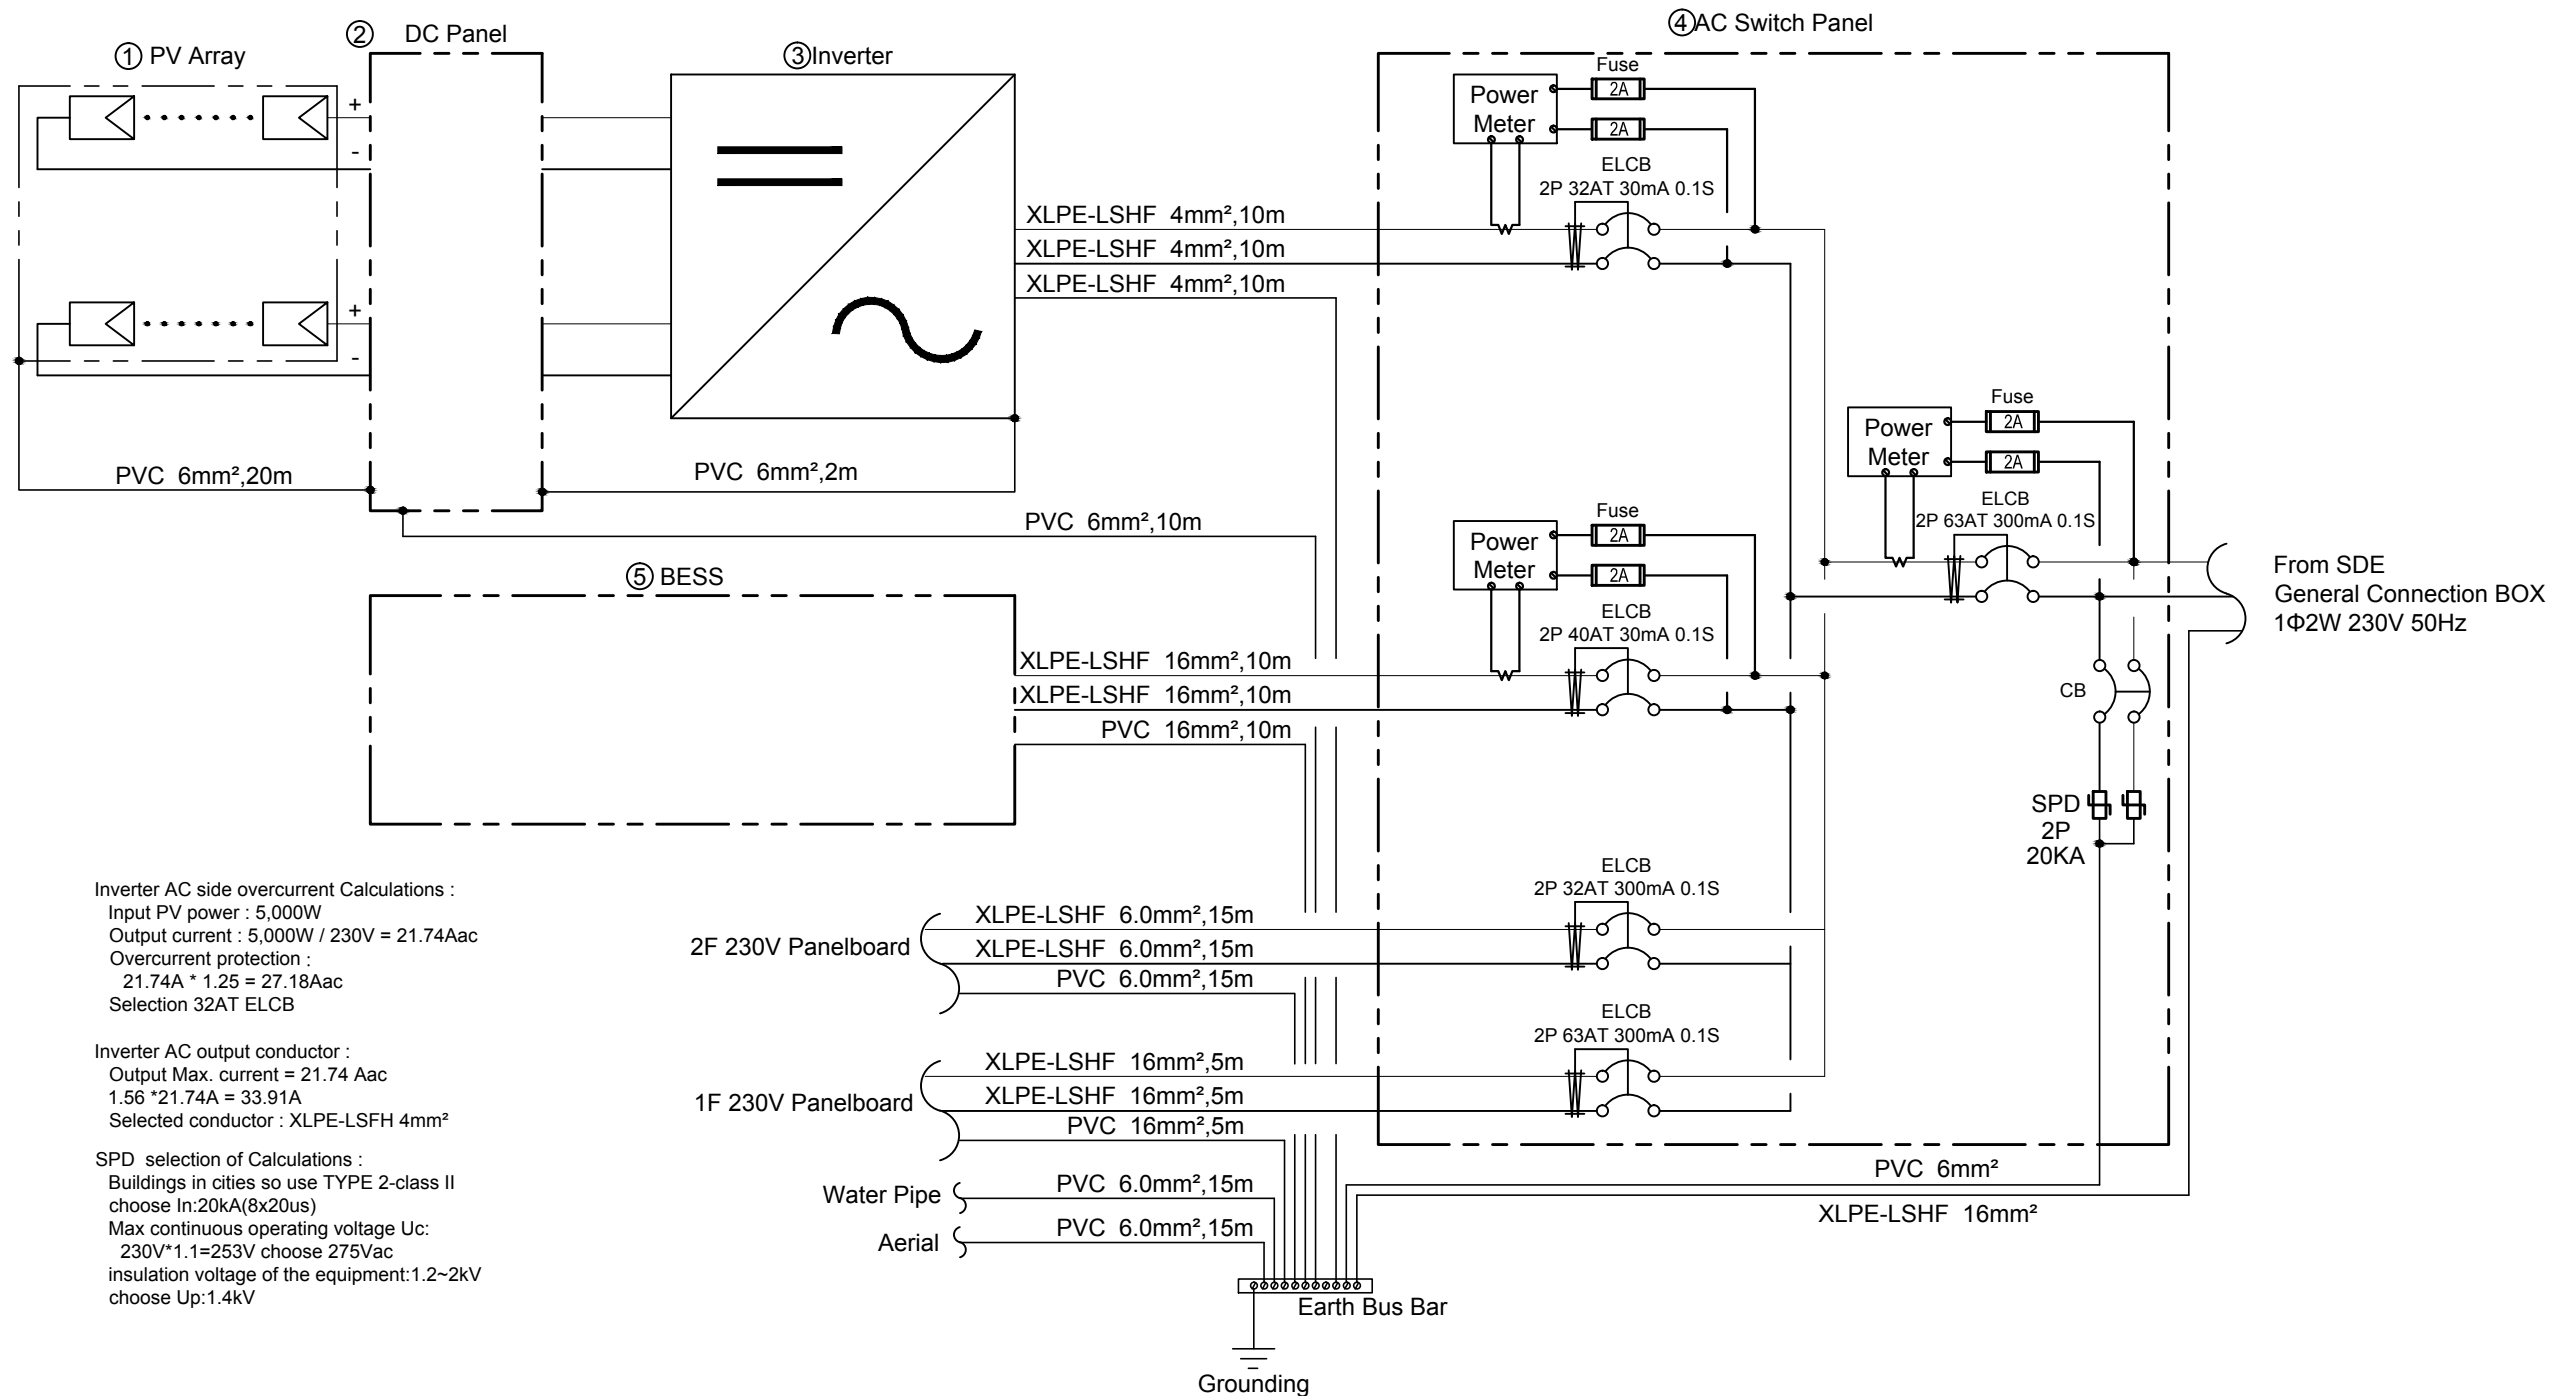 ① PV Array
② DC Panel
③Inverter
④AC Switch Panel
+
-
+
-
PVC 6mm²,20m
PVC 6mm²,2m
PVC 6mm²,10m
XLPE-LSHF 4mm²,10m
XLPE-LSHF 4mm²,10m
XLPE-LSHF 4mm²,10m
Power
Meter
Fuse
2A
2A
ELCB
2P 32AT 30mA 0.1S
Power
Meter
Fuse
2A
2A
ELCB
2P 63AT 300mA 0.1S
From SDE
General Connection BOX
1Φ2W 230V 50Hz
⑤ BESS
XLPE-LSHF 16mm²,10m
XLPE-LSHF 16mm²,10m
PVC 16mm²,10m
Power
Meter
Fuse
2A
2A
ELCB
2P 40AT 30mA 0.1S
CB
SPD
2P
20KA
Inverter AC side overcurrent Calculations :
Input PV power : 5,000W
Output current : 5,000W / 230V = 21.74Aac
Overcurrent protection :
21.74A * 1.25 = 27.18Aac
Selection 32AT ELCB
Inverter AC output conductor :
Output Max. current = 21.74 Aac
1.56 *21.74A = 33.91A
Selected conductor : XLPE-LSFH 4mm²
SPD selection of Calculations :
Buildings in cities so use TYPE 2-class II
choose In:20kA(8x20us)
Max continuous operating voltage Uc:
230V*1.1=253V choose 275Vac
insulation voltage of the equipment:1.2~2kV
choose Up:1.4kV
2F 230V Panelboard
XLPE-LSHF 6.0mm²,15m
XLPE-LSHF 6.0mm²,15m
PVC 6.0mm²,15m
ELCB
2P 32AT 300mA 0.1S
1F 230V Panelboard
XLPE-LSHF 16mm²,5m
XLPE-LSHF 16mm²,5m
PVC 16mm²,5m
ELCB
2P 63AT 300mA 0.1S
Water Pipe
PVC 6.0mm²,15m
Aerial
PVC 6.0mm²,15m
PVC 6mm²
XLPE-LSHF 16mm²
Earth Bus Bar
Grounding